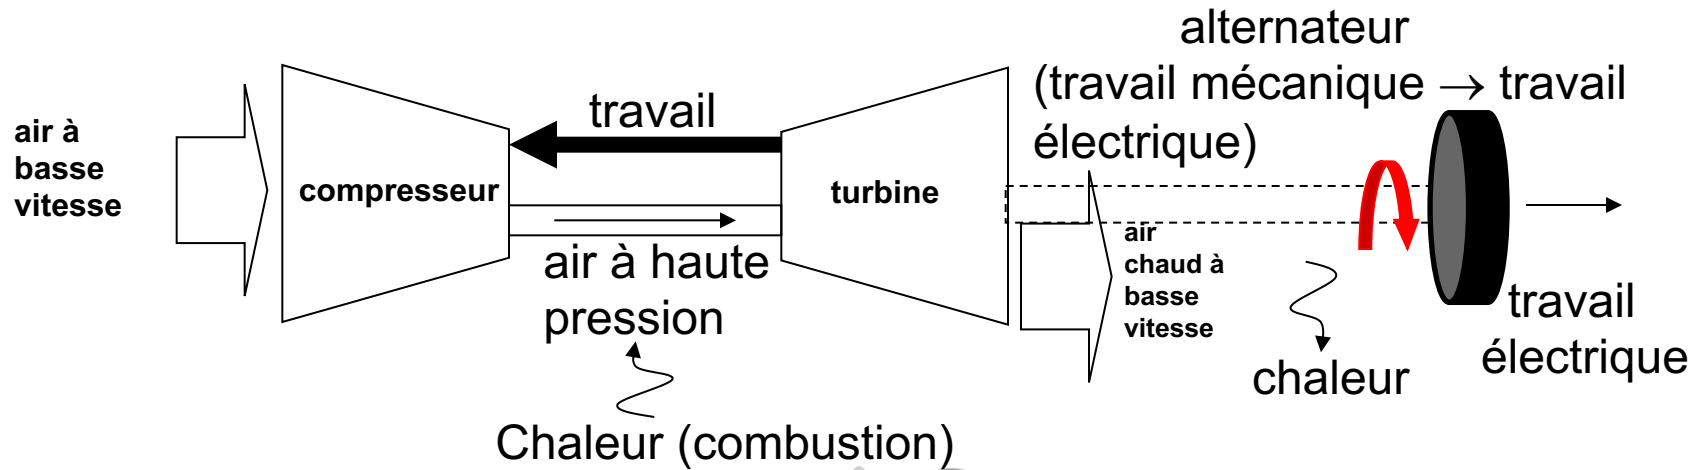 air à
basse
vitesse
compresseur
travail
air à haute
pression
Chaleur (combustion)
turbine
alternateur
(travail mécanique → travail
électrique)
air
chaud à
basse
vitesse
chaleur
travail
électrique